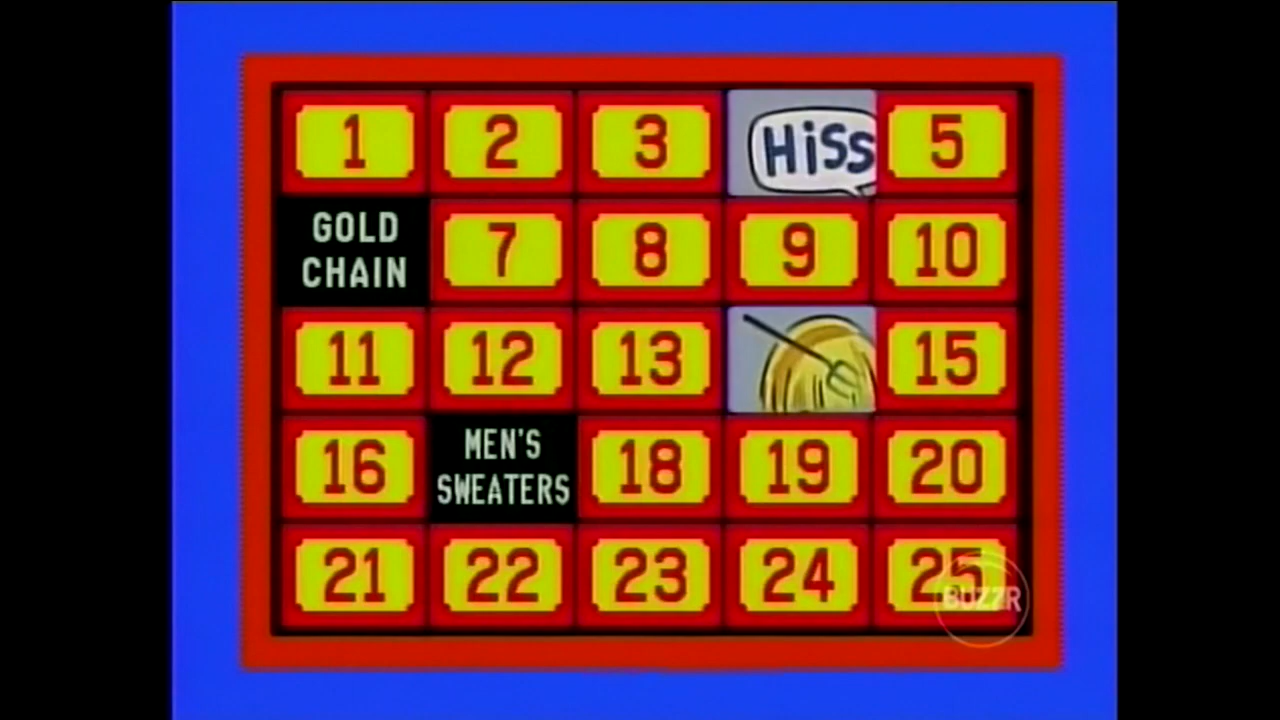 1 2 3 HiSS 5
GOLD
CHAIN
7 8 9 10
11 12 13 15
16
MEN'S
SWEATERS
18 19 20
21 22 23 24 25
BUZZR